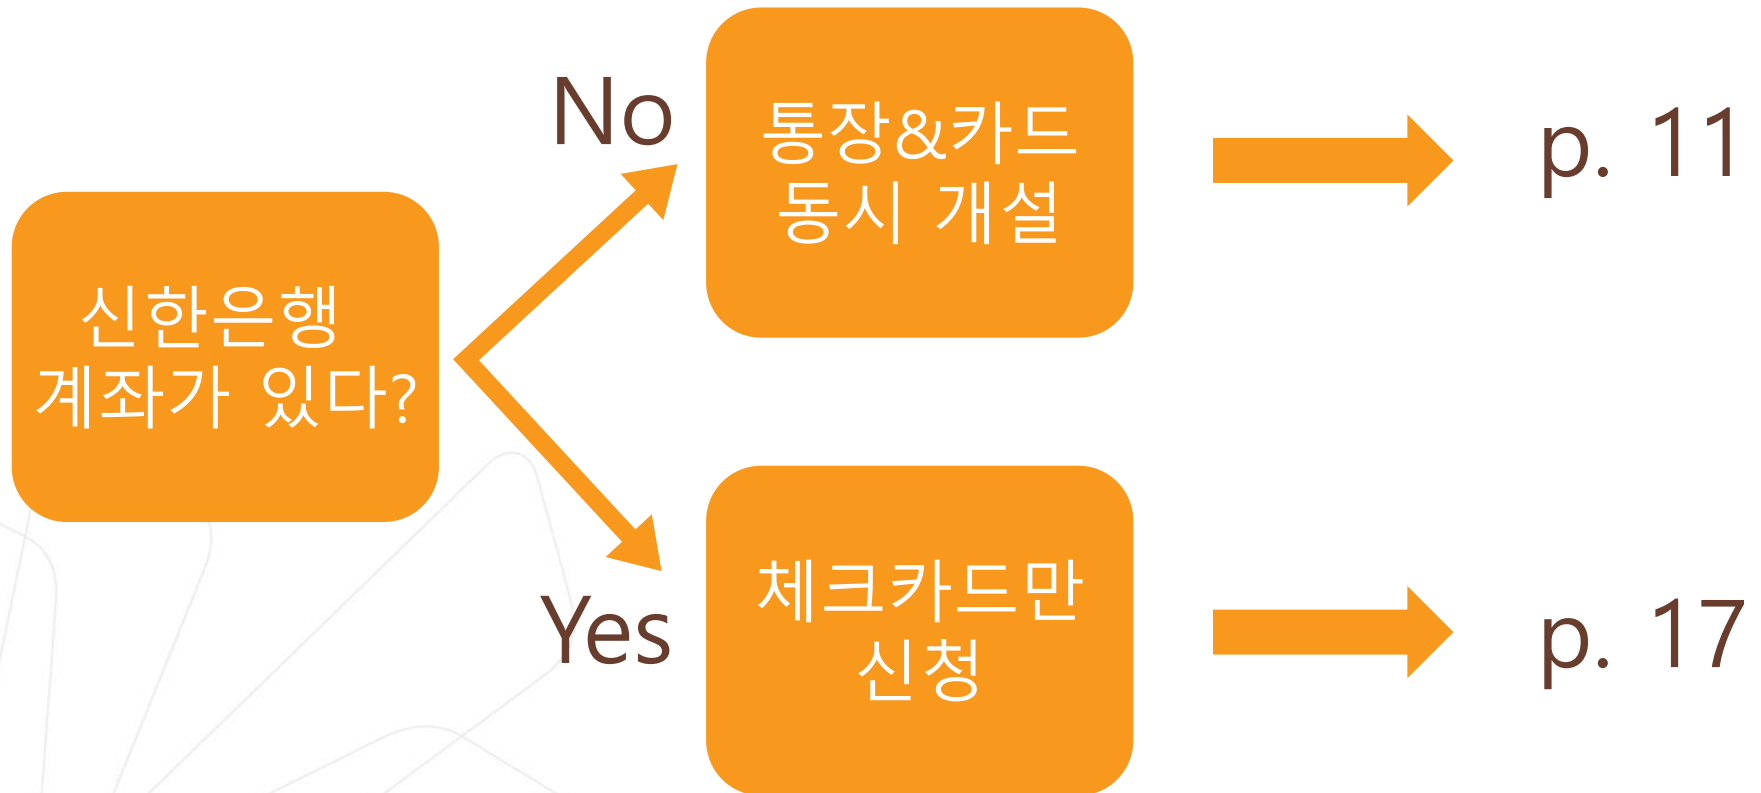 신한은행
계좌가 있다?
No
통장&카드
동시 개설
p. 11
Yes
체크카드만
신청
p. 17